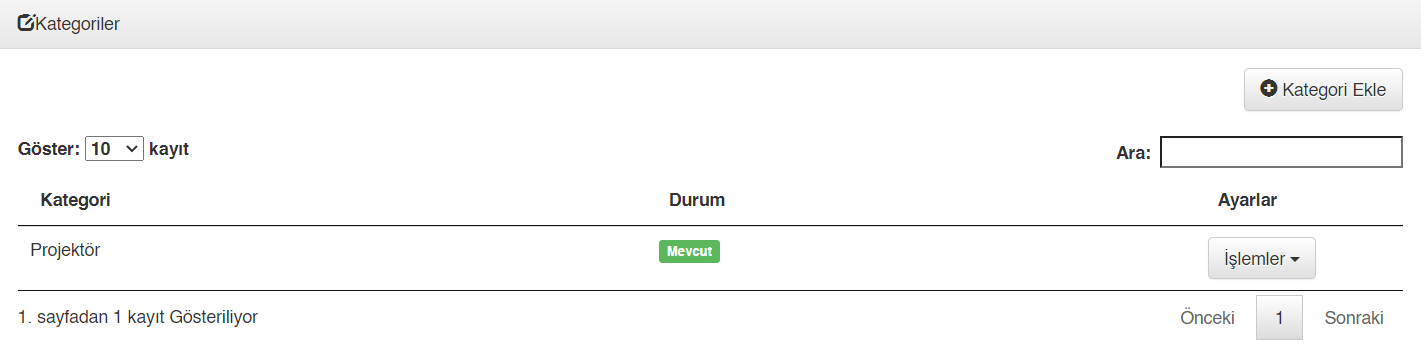 Kategoriler
Kategori Ekle
Göster: 10 kayıt
Ara:
Kategori Durum Ayarlar
Projektör Mevcut İşlemler
1. sayfadan 1 kayıt Gösteriliyor
Önceki 1 Sonraki